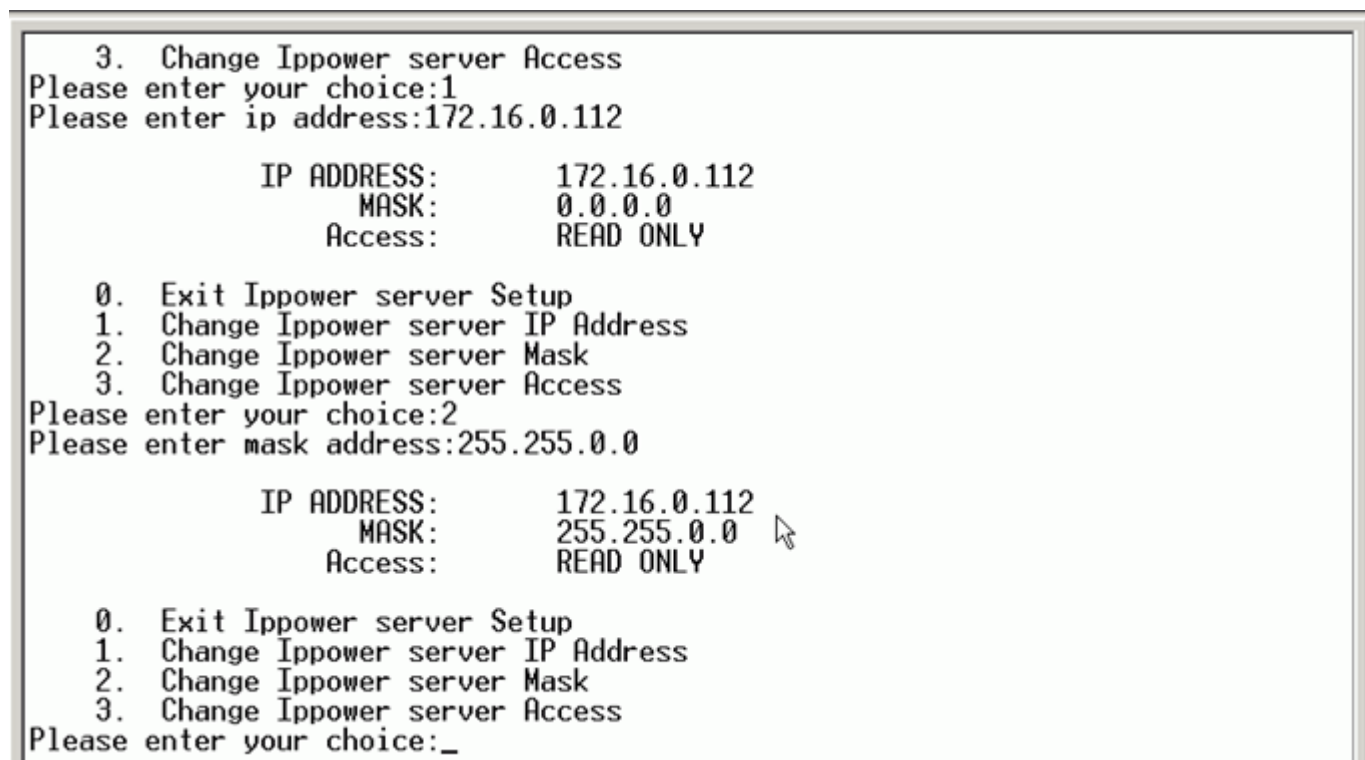 3. Change Ippower server Access
Please enter your choice:1
Please enter ip address:172.16.0.112
IP ADDRESS: 172.16.0.112
MASK: 0.0.0.0
Access: READ ONLY
0. Exit Ippower server Setup
1. Change Ippower server IP Address
2. Change Ippower server Mask
3. Change Ippower server Access
Please enter your choice:2
Please enter mask address:255.255.0.0
IP ADDRESS: 172.16.0.112
MASK: 255.255.0.0
Access: READ ONLY
0. Exit Ippower server Setup
1. Change Ippower server IP Address
2. Change Ippower server Mask
3. Change Ippower server Access
Please enter your choice:_